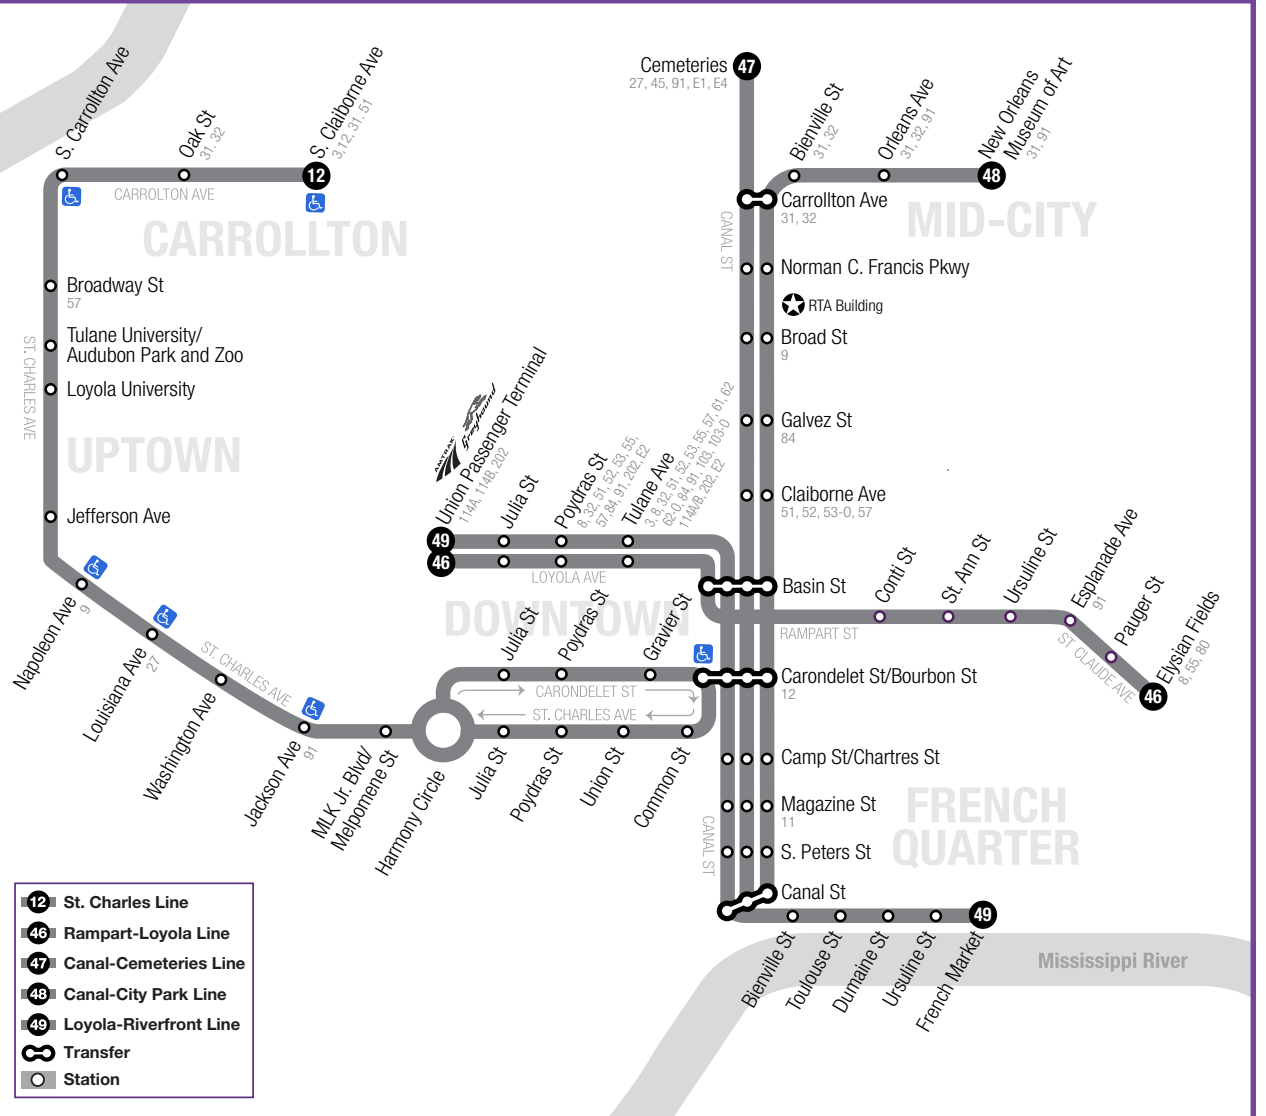 S. Carrollton Ave
Oak St
31, 32
S. Claiborne Ave
3,12, 31, 51
12
CARROLTON AVE
CARROLLTON
Cemeteries
27, 45, 91, E1, E4
47
Bienville St
31, 32
Orleans Ave
31, 32, 91
New Orleans
Museum of Art
31, 91
48
Carrollton Ave
31, 32
MID-CITY
CANAL ST
Norman C. Francis Pkwy
RTA Building
Broad St
9
Galvez St
84
Claiborne Ave
51, 52, 53-0, 57
Broadway St
57
Tulane University/
Audubon Park and Zoo
Loyola University
ST. CHARLES AVE
UPTOWN
Jefferson Ave
AMTRAK
Greyhound
Union Passenger Terminal
114A, 114B, 202
Julia St
Poydras St
8, 32, 51, 52, 53, 55,
57,84, 91, 202, E2
Tulane Ave
3, 8, 32, 51, 52, 53,55, 57, 61, 62
62-0, 84, 91, 103, 103-0
114A/B, 202, E2
49
46
LOYOLA AVE
DOWNTOWN
Basin St
Conti St
St. Ann St
Ursuline St
Esplanade Ave
91
Pauger St
Elysian Fields
8, 55, 80
46
RAMPART ST
ST CLAUDE AVE
Napoleon Ave
9
Louisiana Ave
27
Washington Ave
ST. CHARLES AVE
Jackson Ave
91
MLK Jr. Blvd/
Melpomene St
Harmony Circle
Julia St
Poydras St
Gravier St
CARONDELET ST
ST. CHARLES AVE
Julia St
Poydras St
Union St
Common St
Carondelet St/Bourbon St
12
Camp St/Chartres St
Magazine St
11
S. Peters St
CANAL ST
Canal St
FRENCH
QUARTER
49
Bienville St
Toulouse St
Dumaine St
Ursuline St
French Market
Mississippi River
12 St. Charles Line
46 Rampart-Loyola Line
47 Canal-Cemeteries Line
48 Canal-City Park Line
49 Loyola-Riverfront Line
Transfer
Station